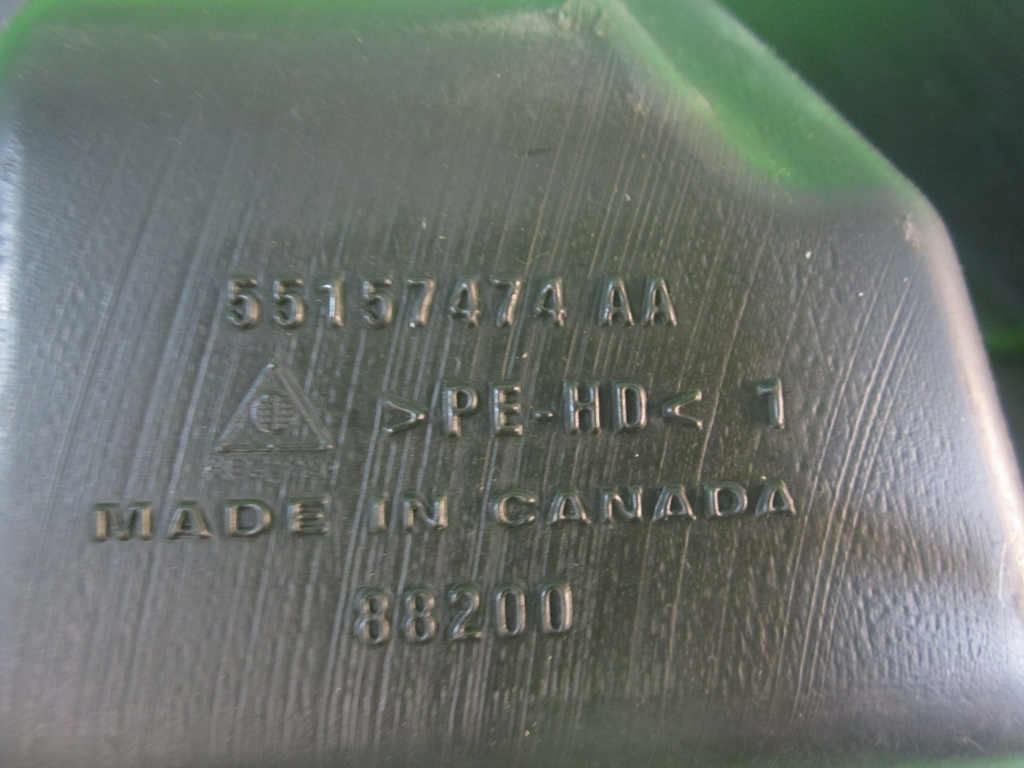 55157474 AA
>PE-HD< 1
MADE IN CANADA
88200